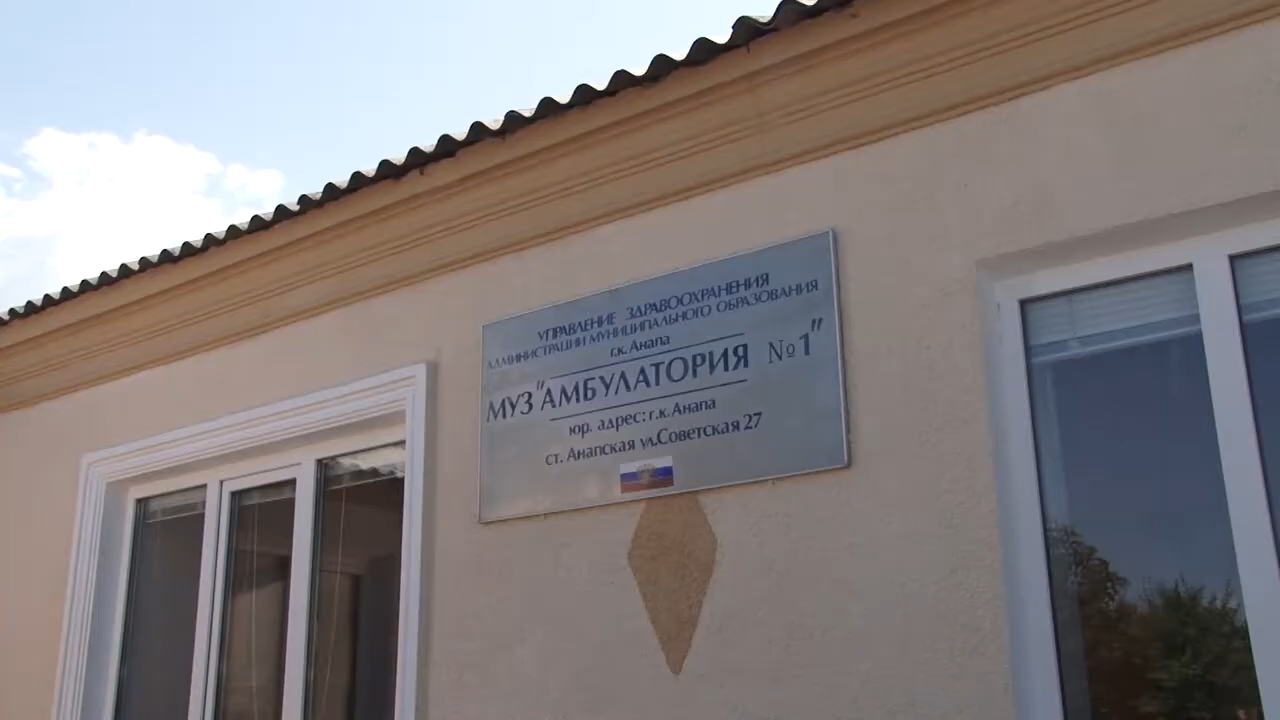 УПРАВЛЕНИЕ ЗДРАВООХРАНЕНИЯ
АДМИНИСТРАЦИИ МУНИЦИПАЛЬНОГО ОБРАЗОВАНИЯ
г.к. Анапа
МУЗ "АМБУЛАТОРИЯ №1"
юр. адрес: г.к. Анапа
ст. Анапская ул.Советская 27